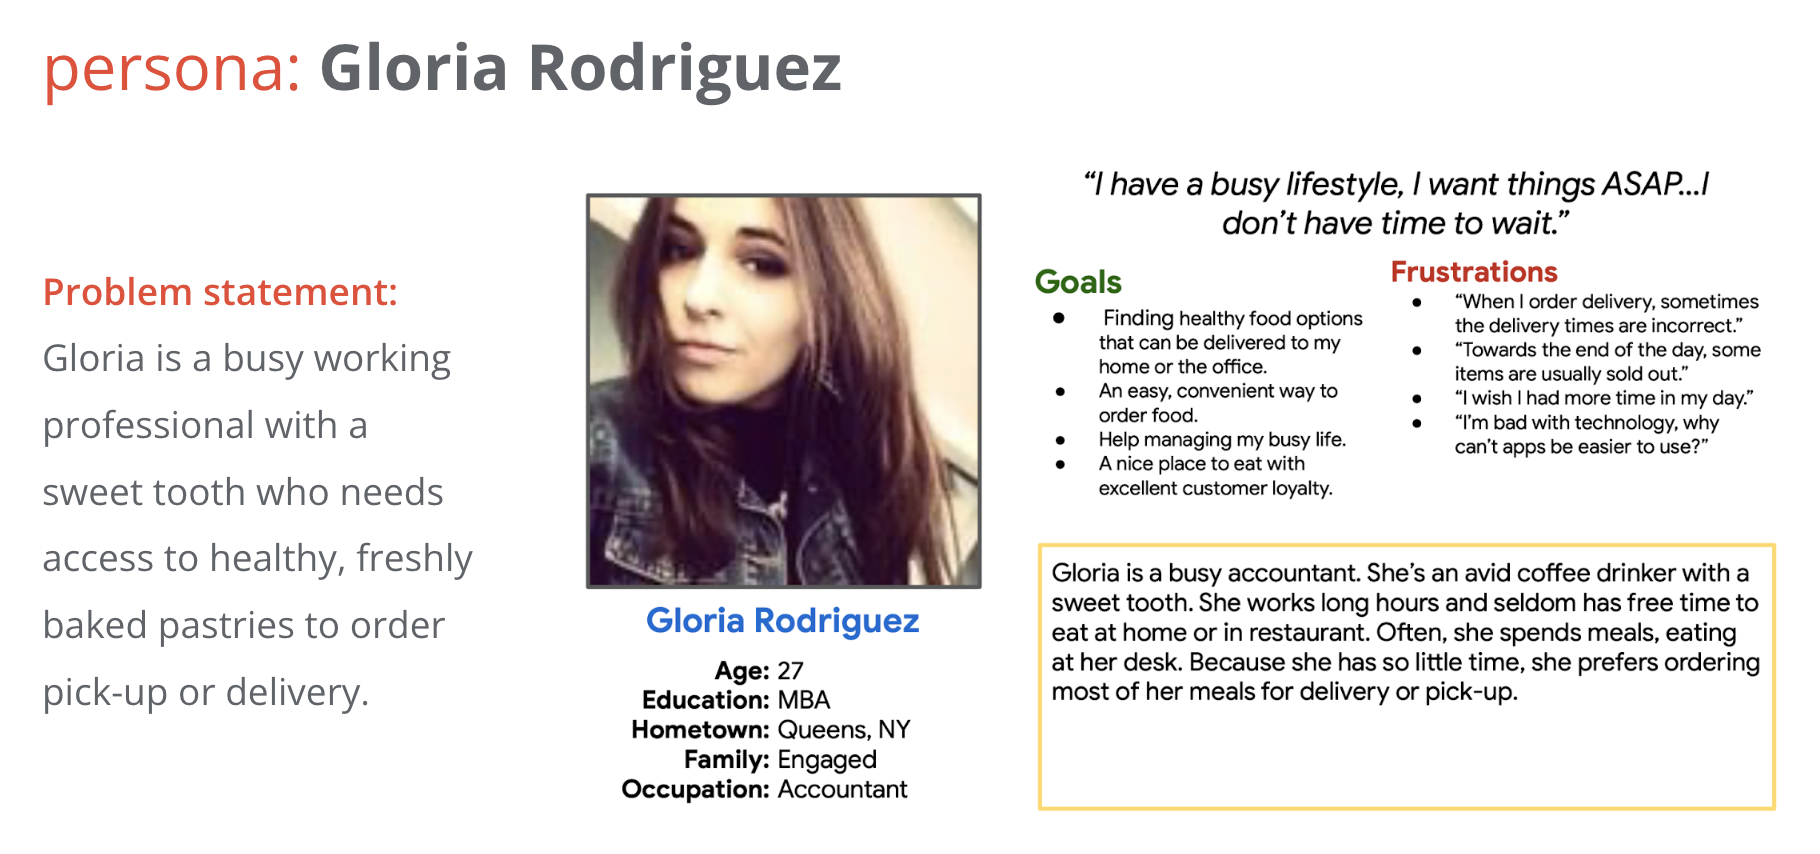 persona: Gloria Rodriguez
Problem statement:
Gloria is a busy working
professional with a
sweet tooth who needs
access to healthy, freshly
baked pastries to order
pick-up or delivery.
Gloria Rodriguez
Age: 27
Education: MBA
Hometown: Queens, NY
Family: Engaged
Occupation: Accountant
“I have a busy lifestyle, I want things ASAP...I
don’t have time to wait.”
Goals
● Finding healthy food options
that can be delivered to my
home or the office.
● An easy, convenient way to
order food.
● Help managing my busy life.
● A nice place to eat with
excellent customer loyalty.
Frustrations
● “When I order delivery, sometimes
the delivery times are incorrect.”
● “Towards the end of the day, some
items are usually sold out.”
● “I wish I had more time in my day.”
● “I’m bad with technology, why
can’t apps be easier to use?”
Gloria is a busy accountant. She’s an avid coffee drinker with a
sweet tooth. She works long hours and seldom has free time to
eat at home or in restaurant. Often, she spends meals, eating
at her desk. Because she has so little time, she prefers ordering
most of her meals for delivery or pick-up.